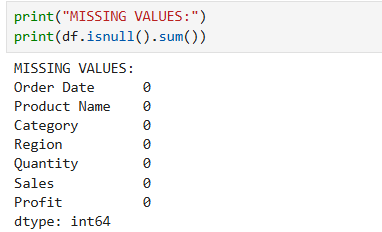 print("MISSING VALUES:")
print(df.isnull().sum())
MISSING VALUES:
Order Date      0
Product Name    0
Category        0
Region          0
Quantity        0
Sales           0
Profit          0
dtype: int64